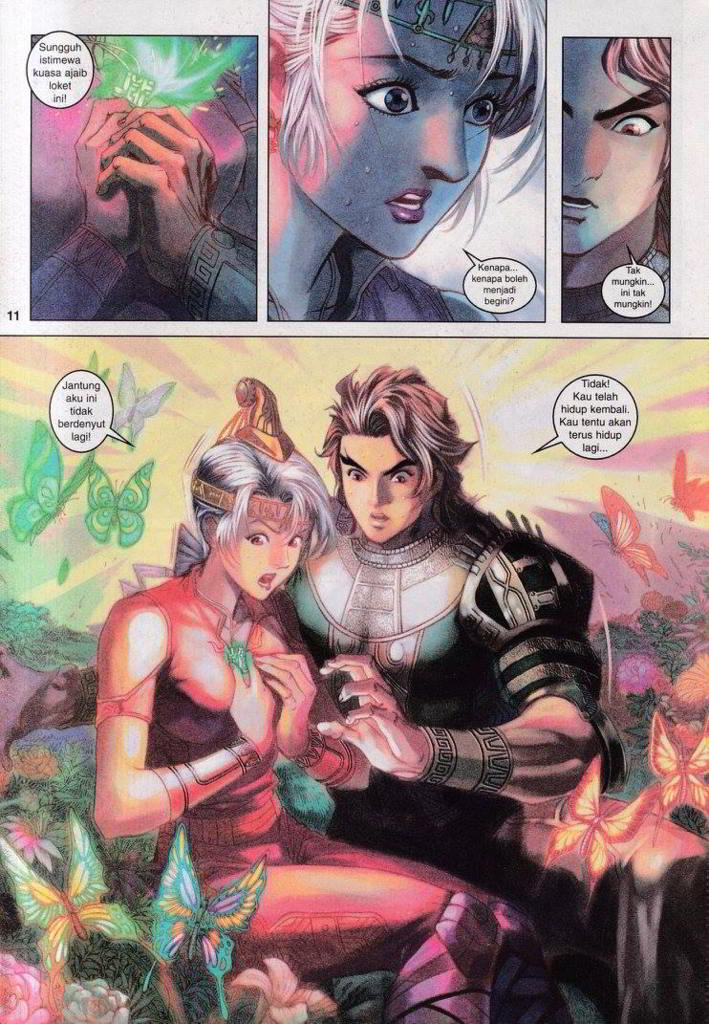 Sungguh
istimewa
kuasa ajaib
loket
ini!
Kenapa...
kenapa boleh
menjadi
begini?
Tak
mungkin...
ini tak
mungkin!
11
Jantung
aku ini
tidak
berdenyut
lagi!
Tidak!
Kau telah
hidup kembali.
Kau tentu akan
terus hidup
lagi...